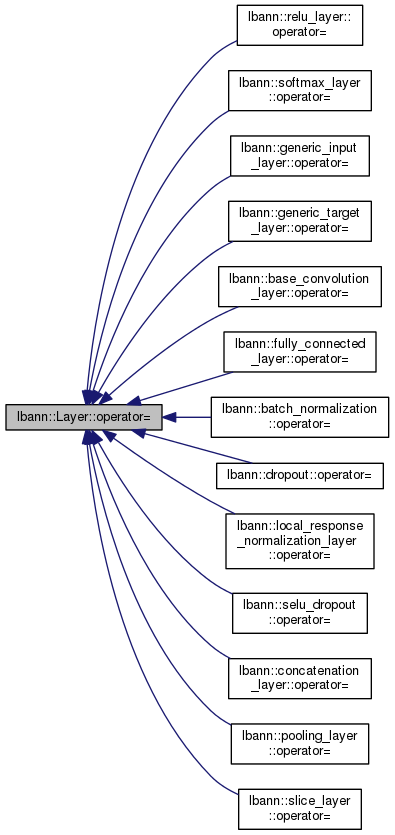 lbann::relu_layer::
operator=
lbann::softmax_layer
::operator=
lbann::generic_input
_layer::operator=
lbann::generic_target
_layer::operator=
lbann::base_convolution
_layer::operator=
lbann::fully_connected
_layer::operator=
lbann::Layer::operator=
lbann::batch_normalization
::operator=
lbann::dropout::operator=
lbann::local_response
_normalization_layer
::operator=
lbann::selu_dropout
::operator=
lbann::concatenation
_layer::operator=
lbann::pooling_layer
::operator=
lbann::slice_layer
::operator=